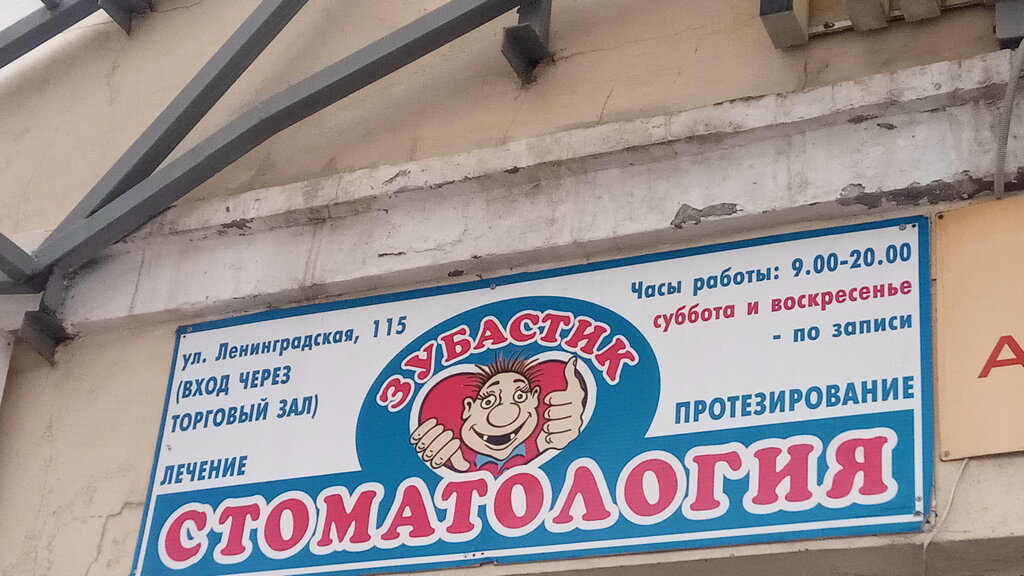 ул. Ленинградская, 115
(ВХОД ЧЕРЕЗ
ТОРГОВЫЙ ЗАЛ)
ЛЕЧЕНИЕ
ЗУБАСТИК
Часы работы: 9.00-20.00
суббота и воскресенье
- по записи
ПРОТЕЗИРОВАНИЕ
СТОМАТОЛОГИЯ
А